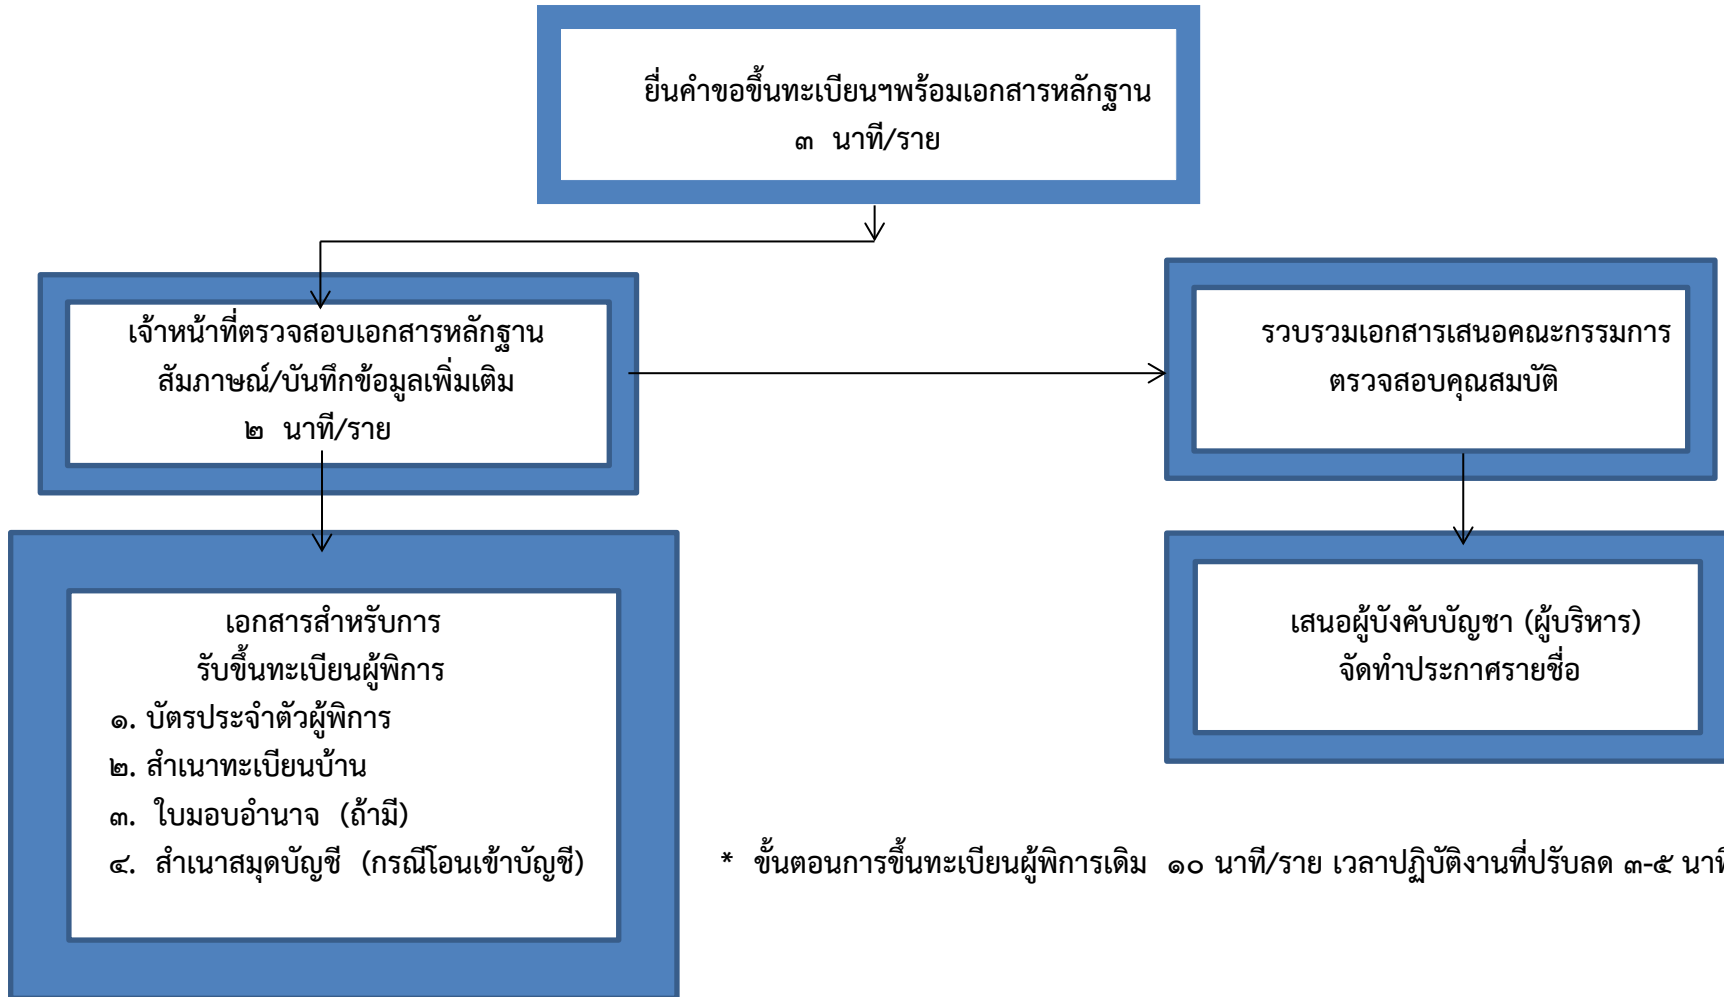 ยื่นคำขอขึ้นทะเบียนฯพร้อมเอกสารหลักฐาน
๓ นาที/ราย
เจ้าหน้าที่ตรวจสอบเอกสารหลักฐาน
สัมภาษณ์/บันทึกข้อมูลเพิ่มเติม
๒ นาที/ราย
รวบรวมเอกสารเสนอคณะกรรมการ
ตรวจสอบคุณสมบัติ
เอกสารสำหรับการ
รับขึ้นทะเบียนผู้พิการ
๑. บัตรประจำตัวผู้พิการ
๒. สำเนาทะเบียนบ้าน
๓. ใบมอบอำนาจ (ถ้ามี)
๔. สำเนาสมุดบัญชี (กรณีโอนเข้าบัญชี)
เสนอผู้บังคับบัญชา (ผู้บริหาร)
จัดทำประกาศรายชื่อ
* ขั้นตอนการขึ้นทะเบียนผู้พิการเดิม ๑๐ นาที/ราย เวลาปฏิบัติงานที่ปรับลด ๓-๕ นาที